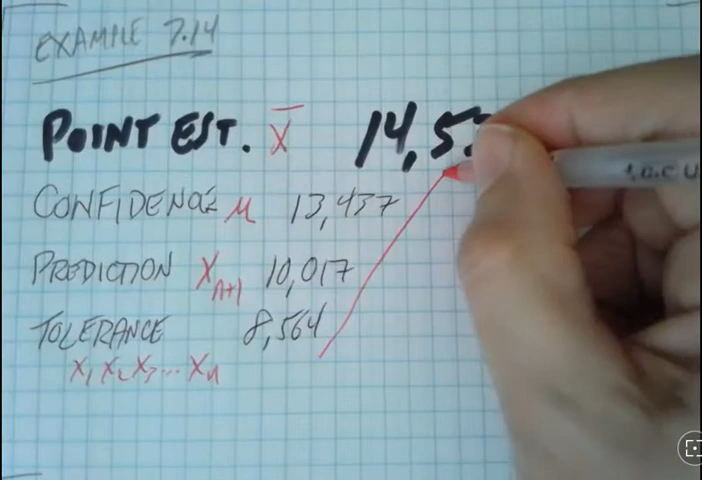 EXAMPLE 7.14
POINT EST. X̅ 14,53
CONFIDENCE μ 13,437
PREDICTION Xn+1 10,017
TOLERANCE 8,564
X1 X2 X3 ... Xn